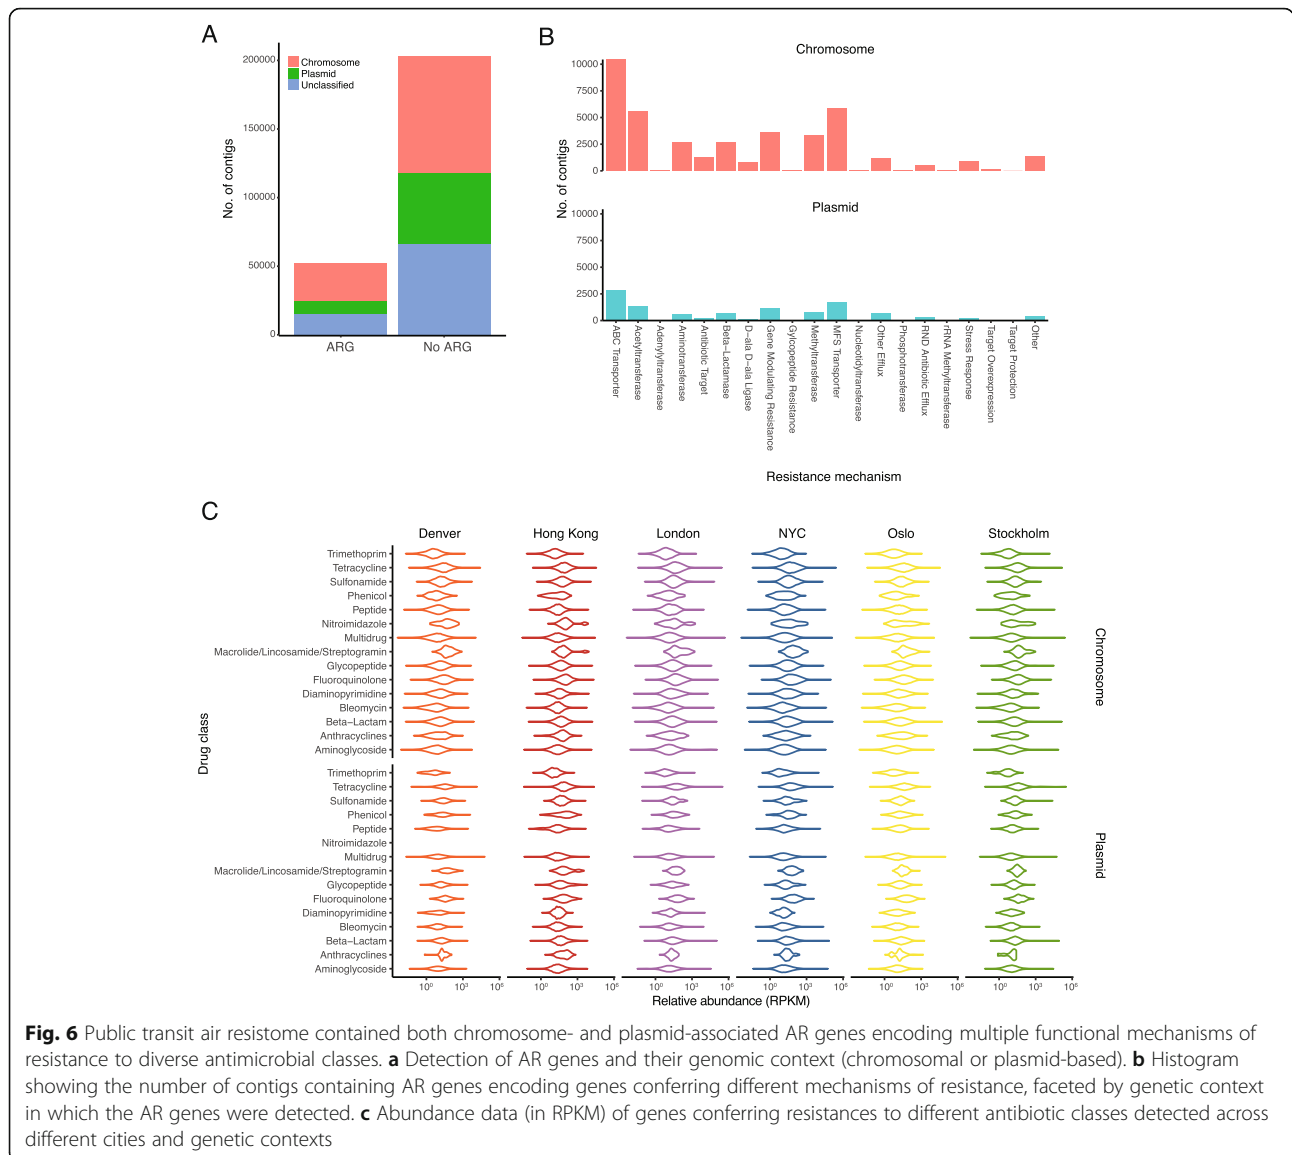 A
No. of contigs
200000
150000
100000
50000
0
Chromosome
Plasmid
Unclassified
ARG
No ARG
B
Chromosome
No. of contigs
10000
7500
5000
2500
0
Plasmid
10000
7500
5000
2500
0
ABC Transporter
Acetyltransferase
Adenylyltransferase
Aminotransferase
Antibiotic Target
Beta−Lactamase
D−ala D−ala Ligase
Gene Modulating Resistance
Gylcopeptide Resistance
Methyltransferase
MFS Transporter
Nucleotidyltransferase
Other Efflux
Phosphotransferase
RND Antibiotic Efflux
rRNA Methyltransferase
Stress Response
Target Overexpression
Target Protection
Other
Resistance mechanism
C
Denver Hong Kong London NYC Oslo Stockholm
Drug class
Trimethoprim
Tetracycline
Sulfonamide
Phenicol
Peptide
Nitroimidazole
Multidrug
Macrolide/Lincosamide/Streptogramin
Glycopeptide
Fluoroquinolone
Diaminopyrimidine
Bleomycin
Beta−Lactam
Anthracyclines
Aminoglycoside
Chromosome
Trimethoprim
Tetracycline
Sulfonamide
Phenicol
Peptide
Nitroimidazole
Multidrug
Macrolide/Lincosamide/Streptogramin
Glycopeptide
Fluoroquinolone
Diaminopyrimidine
Bleomycin
Beta−Lactam
Anthracyclines
Aminoglycoside
Plasmid
10⁰ 10³ 10⁶ 10⁰ 10³ 10⁶ 10⁰ 10³ 10⁶ 10⁰ 10³ 10⁶ 10⁰ 10³ 10⁶ 10⁰ 10³ 10⁶
Relative abundance (RPKM)
Fig. 6 Public transit air resistome contained both chromosome- and plasmid-associated AR genes encoding multiple functional mechanisms of
resistance to diverse antimicrobial classes. a Detection of AR genes and their genomic context (chromosomal or plasmid-based). b Histogram
showing the number of contigs containing AR genes encoding genes conferring different mechanisms of resistance, faceted by genetic context
in which the AR genes were detected. c Abundance data (in RPKM) of genes conferring resistances to different antibiotic classes detected across
different cities and genetic contexts